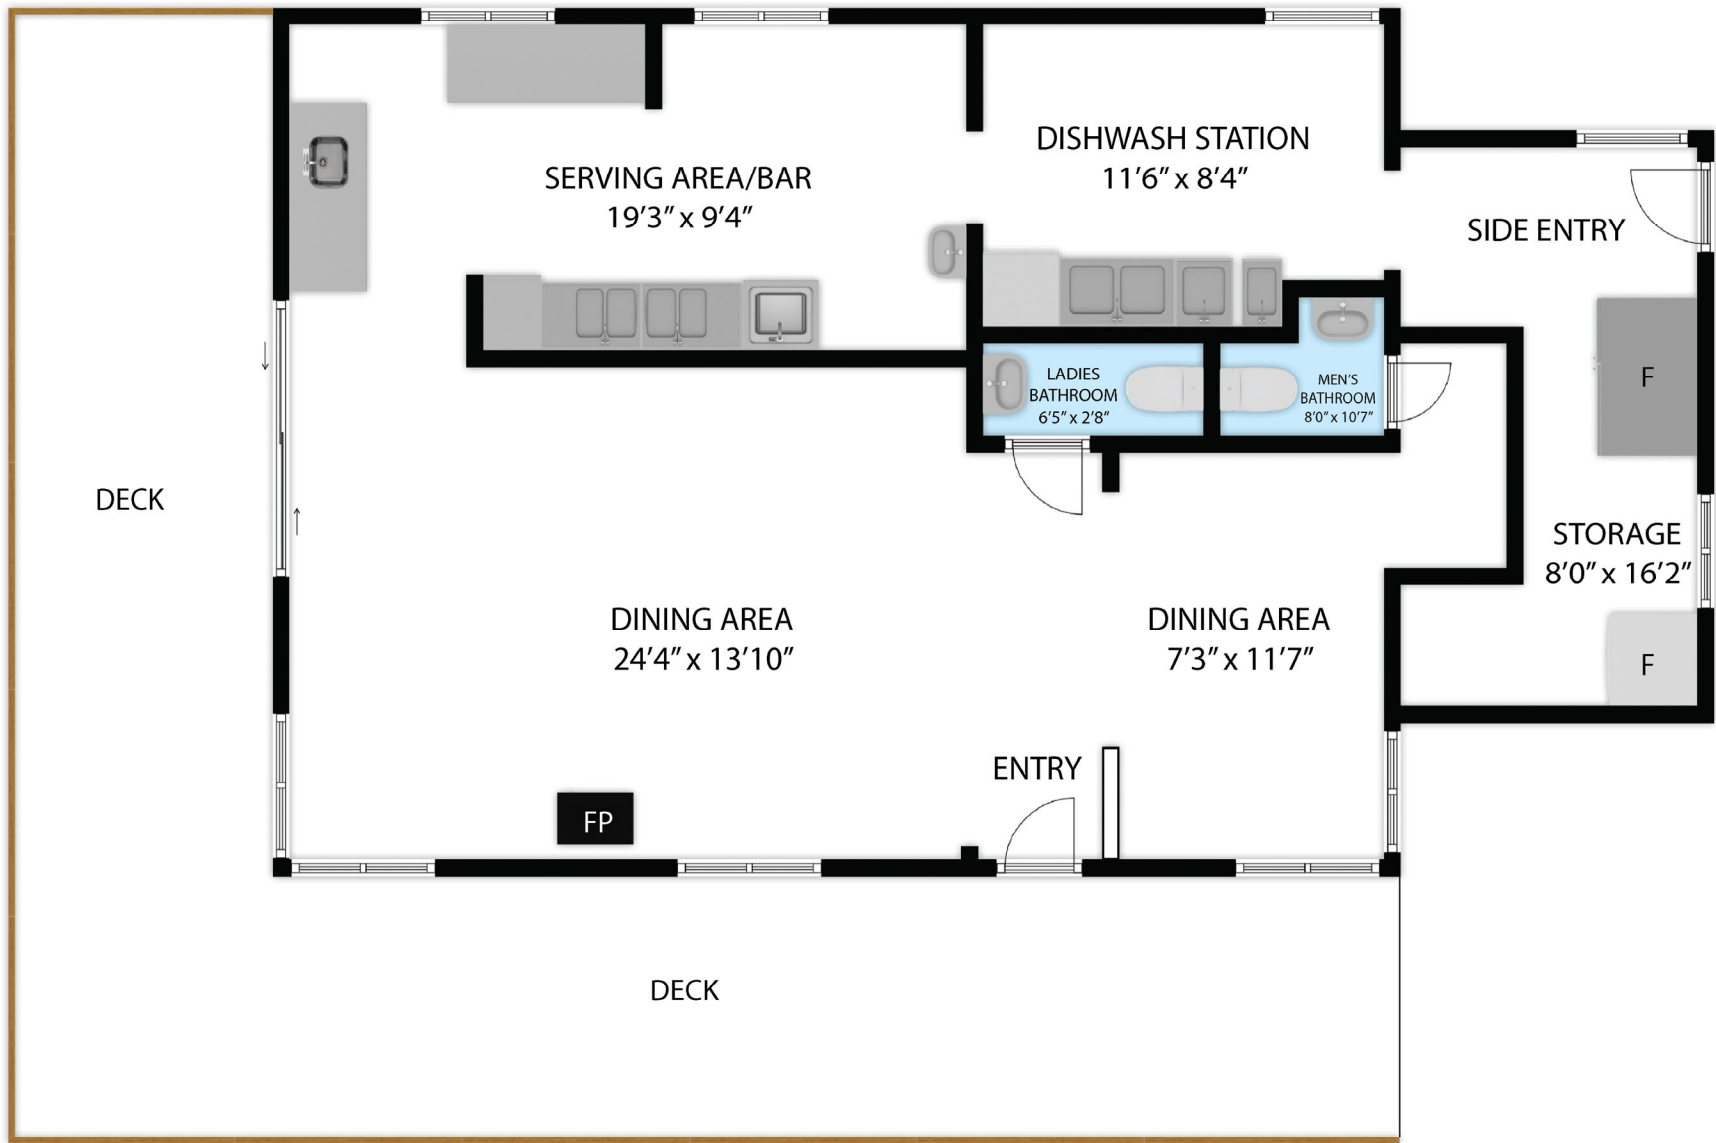 SERVING AREA/BAR
19'3” x 9'4”
DISHWASH STATION
11'6” x 8'4”
SIDE ENTRY
LADIES
BATHROOM
6'5” x 2'8”
MEN'S
BATHROOM
8'0” x 10'7”
F
DECK
STORAGE
8'0” x 16'2”
DINING AREA
24'4” x 13'10”
DINING AREA
7'3” x 11'7”
F
ENTRY
FP
DECK